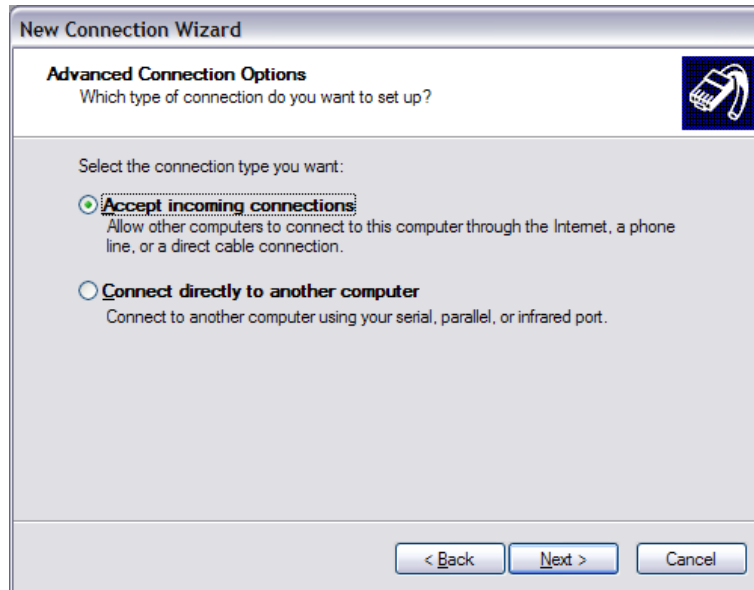 New Connection Wizard
Advanced Connection Options
Which type of connection do you want to set up?
Select the connection type you want:
Accept incoming connections
Allow other computers to connect to this computer through the Internet, a phone
line, or a direct cable connection.
Connect directly to another computer
Connect to another computer using your serial, parallel, or infrared port.
< Back Next > Cancel